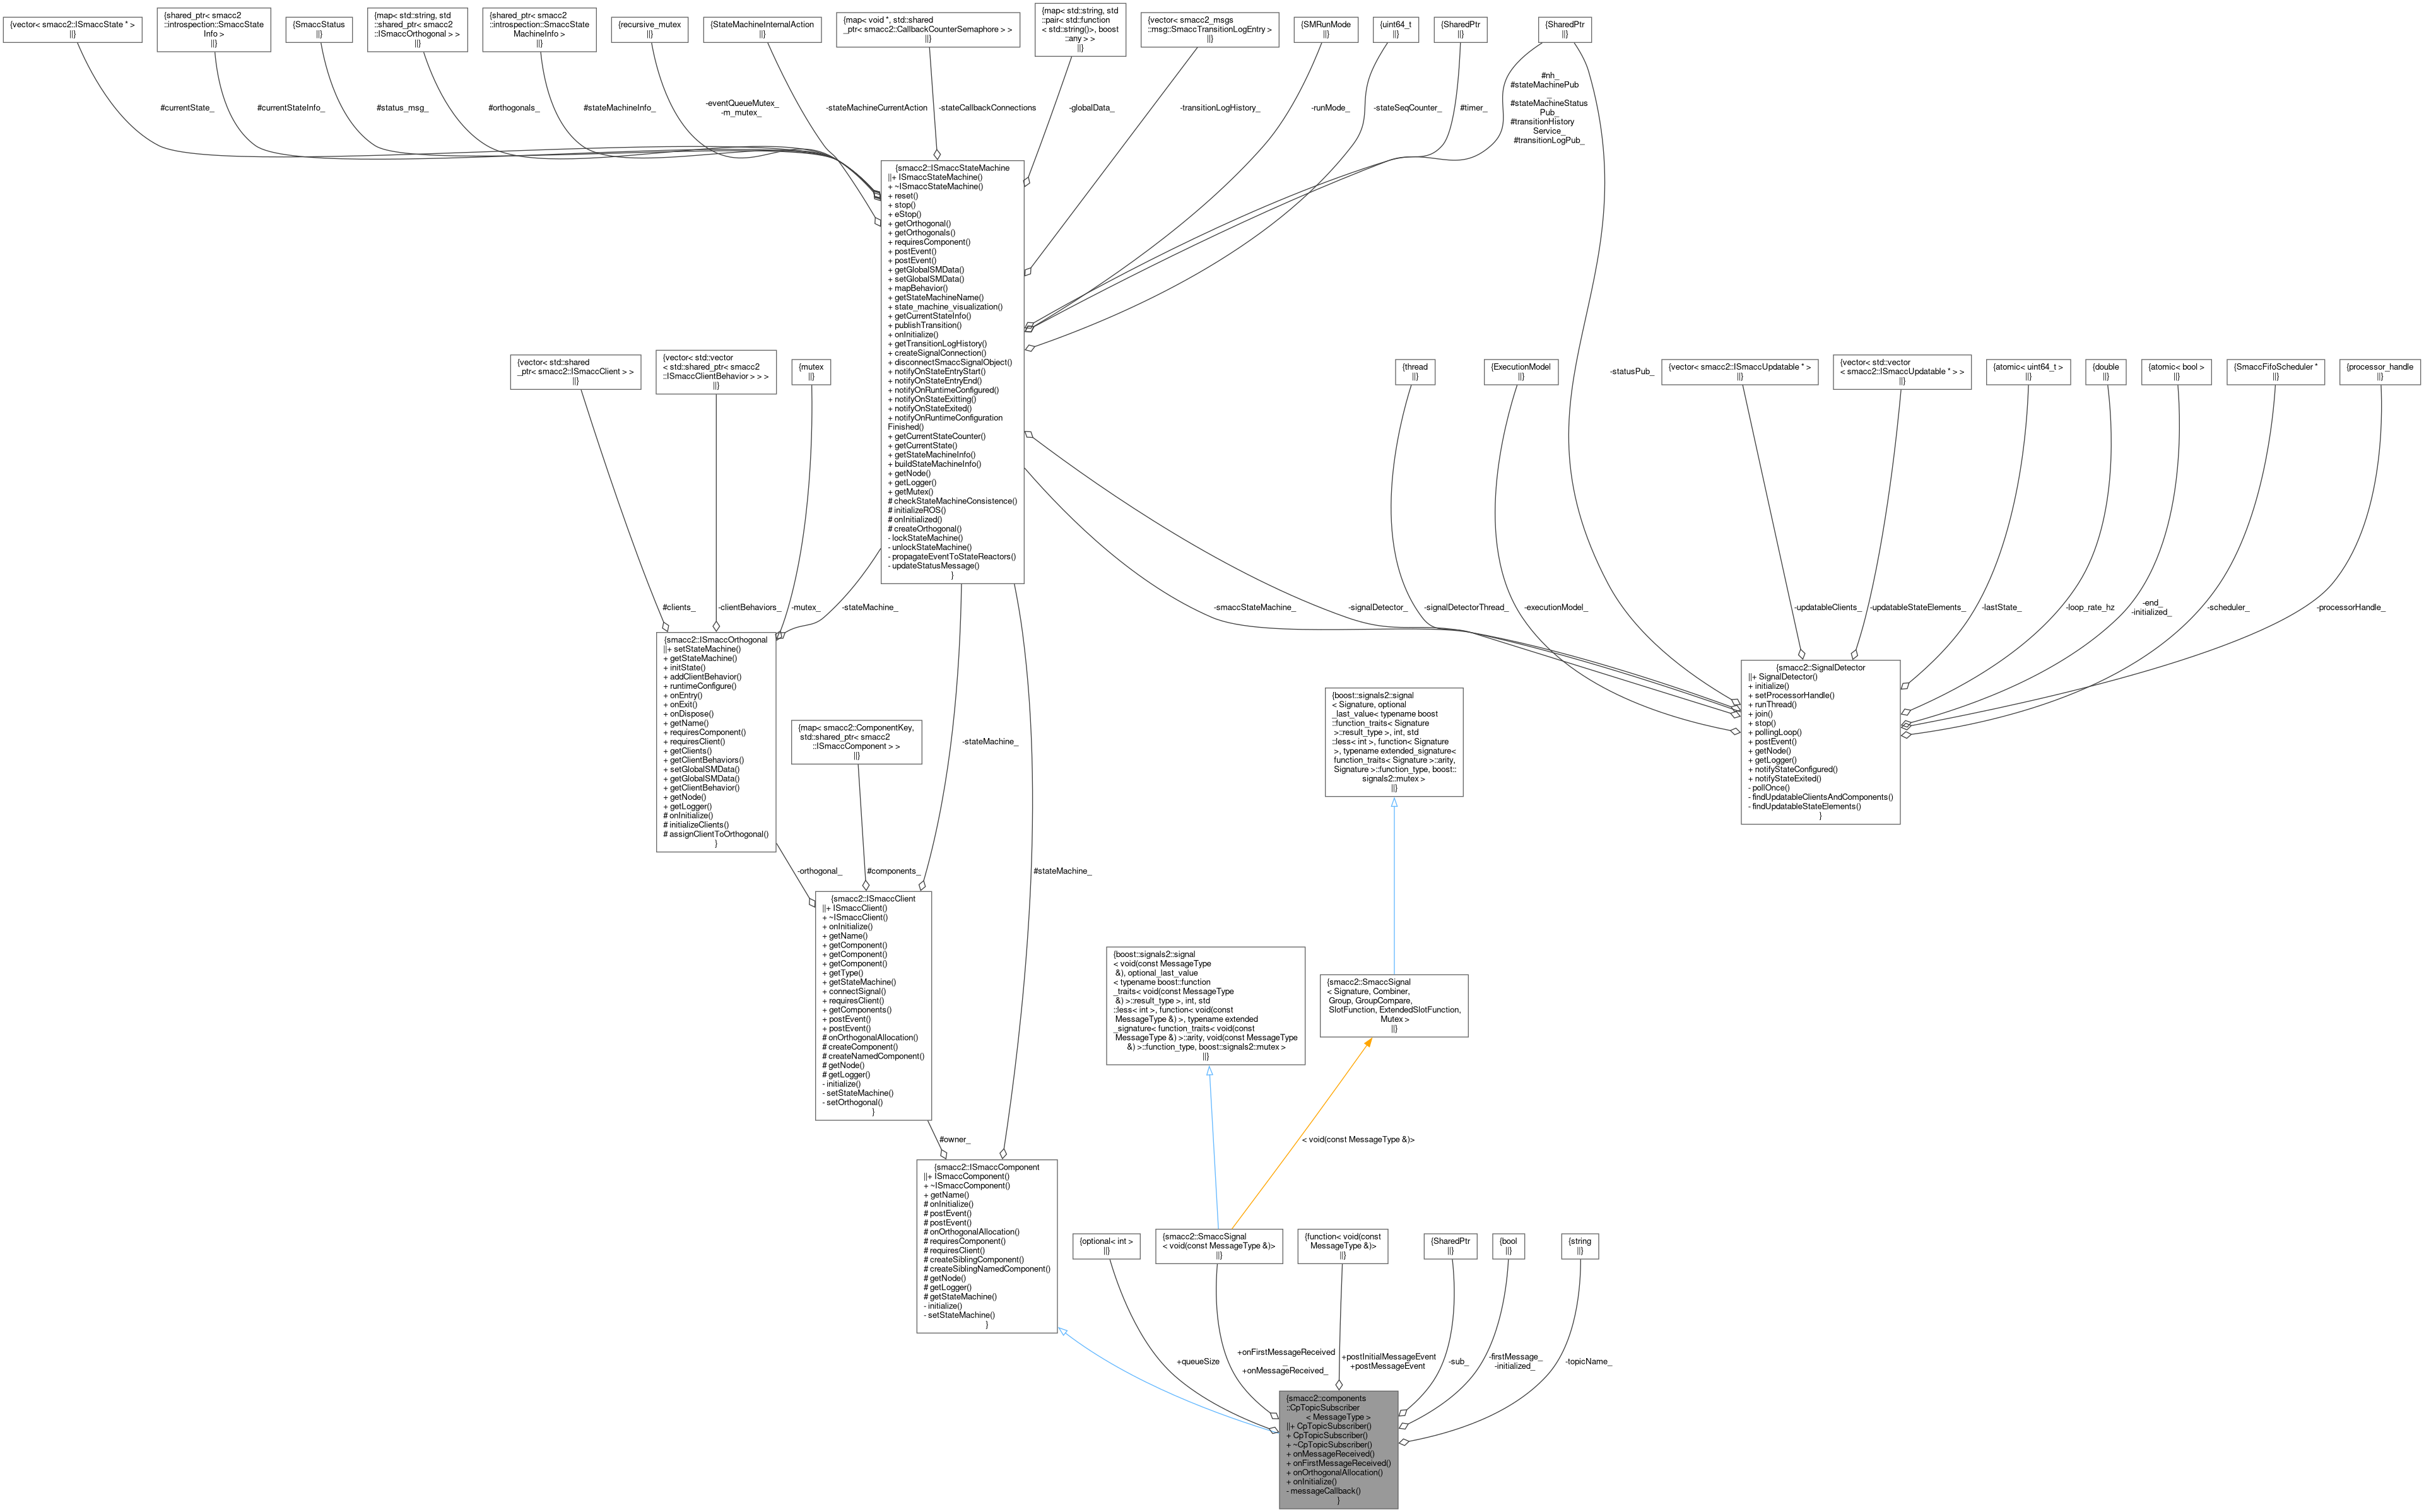 {vector< smacc2::ISmaccState * >
||}
{shared_ptr< smacc2
::introspection::SmaccState
Info >
||}
{SmaccStatus
||}
{map< std::string, std
::shared_ptr< smacc2
::ISmaccOrthogonal > >
||}
{shared_ptr< smacc2
::introspection::SmaccState
MachineInfo >
||}
{recursive_mutex
||}
{StateMachineInternalAction
||}
{map< void *, std::shared
_ptr< smacc2::CallbackCounterSemaphore > >
||}
{map< std::string, std
::pair< std::function
< std::string()>, boost
::any > >
||}
{vector< smacc2_msgs
::msg::SmaccTransitionLogEntry >
||}
{SMRunMode
||}
{uint64_t
||}
{SharedPtr
||}
{SharedPtr
||}
#currentState_
#currentStateInfo_
#status_msg_
#orthogonals_
#stateMachineInfo_
-eventQueueMutex_
-m_mutex_
-stateMachineCurrentAction
-stateCallbackConnections
-globalData_
-transitionLogHistory_
-runMode_
-stateSeqCounter_
#timer_
#nh_
#stateMachinePub
_
#stateMachineStatus
Pub_
#transitionHistory
Service_
#transitionLogPub_
{smacc2::ISmaccStateMachine
||+ ISmaccStateMachine()
+ ~ISmaccStateMachine()
+ reset()
+ stop()
+ eStop()
+ getOrthogonal()
+ getOrthogonals()
+ requiresComponent()
+ postEvent()
+ postEvent()
+ getGlobalSMData()
+ setGlobalSMData()
+ mapBehavior()
+ getStateMachineName()
+ state_machine_visualization()
+ getCurrentStateInfo()
+ publishTransition()
+ onInitialize()
+ getTransitionLogHistory()
+ createSignalConnection()
+ disconnectSmaccSignalObject()
+ notifyOnStateEntryStart()
+ notifyOnStateEntryEnd()
+ notifyOnRuntimeConfigured()
+ notifyOnStateExitting()
+ notifyOnStateExited()
+ notifyOnRuntimeConfiguration
Finished()
+ getCurrentStateCounter()
+ getCurrentState()
+ getStateMachineInfo()
+ buildStateMachineInfo()
+ getNode()
+ getLogger()
+ getMutex()
# checkStateMachineConsistence()
# initializeROS()
# onInitialized()
# createOrthogonal()
- lockStateMachine()
- unlockStateMachine()
- propagateEventToStateReactors()
- updateStatusMessage()
}
{vector< std::shared
_ptr< smacc2::ISmaccClient > >
||}
{vector< std::vector
< std::shared_ptr< smacc2
::ISmaccClientBehavior > > >
||}
{mutex
||}
{thread
||}
{ExecutionModel
||}
-statusPub_
{vector< smacc2::ISmaccUpdatable * >
||}
{vector< std::vector
< smacc2::ISmaccUpdatable * > >
||}
{atomic< uint64_t >
||}
{double
||}
{atomic< bool >
||}
{SmaccFifoScheduler *
||}
{processor_handle
||}
#clients_
-clientBehaviors_
-mutex_
-stateMachine_
-smaccStateMachine_
-signalDetector_
-signalDetectorThread_
-executionModel_
-updatableClients_
-updatableStateElements_
-lastState_
-loop_rate_hz
-end_
-initialized_
-scheduler_
-processorHandle_
{smacc2::ISmaccOrthogonal
||+ setStateMachine()
+ getStateMachine()
+ initState()
+ addClientBehavior()
+ runtimeConfigure()
+ onEntry()
+ onExit()
+ onDispose()
+ getName()
+ requiresComponent()
+ requiresClient()
+ getClients()
+ getClientBehaviors()
+ setGlobalSMData()
+ getGlobalSMData()
+ getClientBehavior()
+ getNode()
+ getLogger()
# onInitialize()
# initializeClients()
# assignClientToOrthogonal()
}
{smacc2::SignalDetector
||+ SignalDetector()
+ initialize()
+ setProcessorHandle()
+ runThread()
+ join()
+ stop()
+ pollingLoop()
+ postEvent()
+ getNode()
+ getLogger()
+ notifyStateConfigured()
+ notifyStateExited()
- pollOnce()
- findUpdatableClientsAndComponents()
- findUpdatableStateElements()
}
{map< smacc2::ComponentKey,
std::shared_ptr< smacc2
::ISmaccComponent > >
||}
-stateMachine_
{boost::signals2::signal
< Signature, optional
_last_value< typename boost
::function_traits< Signature
>::result_type >, int, std
::less< int >, function< Signature
>, typename extended_signature<
function_traits< Signature >::arity,
Signature >::function_type, boost::
signals2::mutex >
||}
-orthogonal_
#components_
#stateMachine_
{smacc2::ISmaccClient
||+ ISmaccClient()
+ ~ISmaccClient()
+ onInitialize()
+ getName()
+ getComponent()
+ getComponent()
+ getComponent()
+ getType()
+ getStateMachine()
+ connectSignal()
+ requiresClient()
+ getComponents()
+ postEvent()
+ postEvent()
# onOrthogonalAllocation()
# createComponent()
# createNamedComponent()
# getNode()
# getLogger()
- initialize()
- setStateMachine()
- setOrthogonal()
}
{boost::signals2::signal
< void(const MessageType
&), optional_last_value
< typename boost::function
_traits< void(const MessageType
&) >::result_type >, int, std
::less< int >, function< void(const
MessageType &) >, typename extended
_signature< function_traits< void(const
MessageType &) >::arity, void(const MessageType
&) >::function_type, boost::signals2::mutex >
||}
{smacc2::SmaccSignal
< Signature, Combiner,
Group, GroupCompare,
SlotFunction, ExtendedSlotFunction,
Mutex >
||}
#owner_
< void(const MessageType &)>
{smacc2::ISmaccComponent
||+ ISmaccComponent()
+ ~ISmaccComponent()
+ getName()
# onInitialize()
# postEvent()
# postEvent()
# onOrthogonalAllocation()
# requiresComponent()
# requiresClient()
# createSiblingComponent()
# createSiblingNamedComponent()
# getNode()
# getLogger()
# getStateMachine()
- initialize()
- setStateMachine()
}
{optional< int >
||}
{smacc2::SmaccSignal
< void(const MessageType &)>
||}
{function< void(const
MessageType &)>
||}
{SharedPtr
||}
{bool
||}
{string
||}
+queueSize
+onFirstMessageReceived
_
+onMessageReceived_
+postInitialMessageEvent
+postMessageEvent
-sub_
-firstMessage_
-initialized_
-topicName_
{smacc2::components
::CpTopicSubscriber
< MessageType >
||+ CpTopicSubscriber()
+ CpTopicSubscriber()
+ ~CpTopicSubscriber()
+ onMessageReceived()
+ onFirstMessageReceived()
+ onOrthogonalAllocation()
+ onInitialize()
- messageCallback()
}